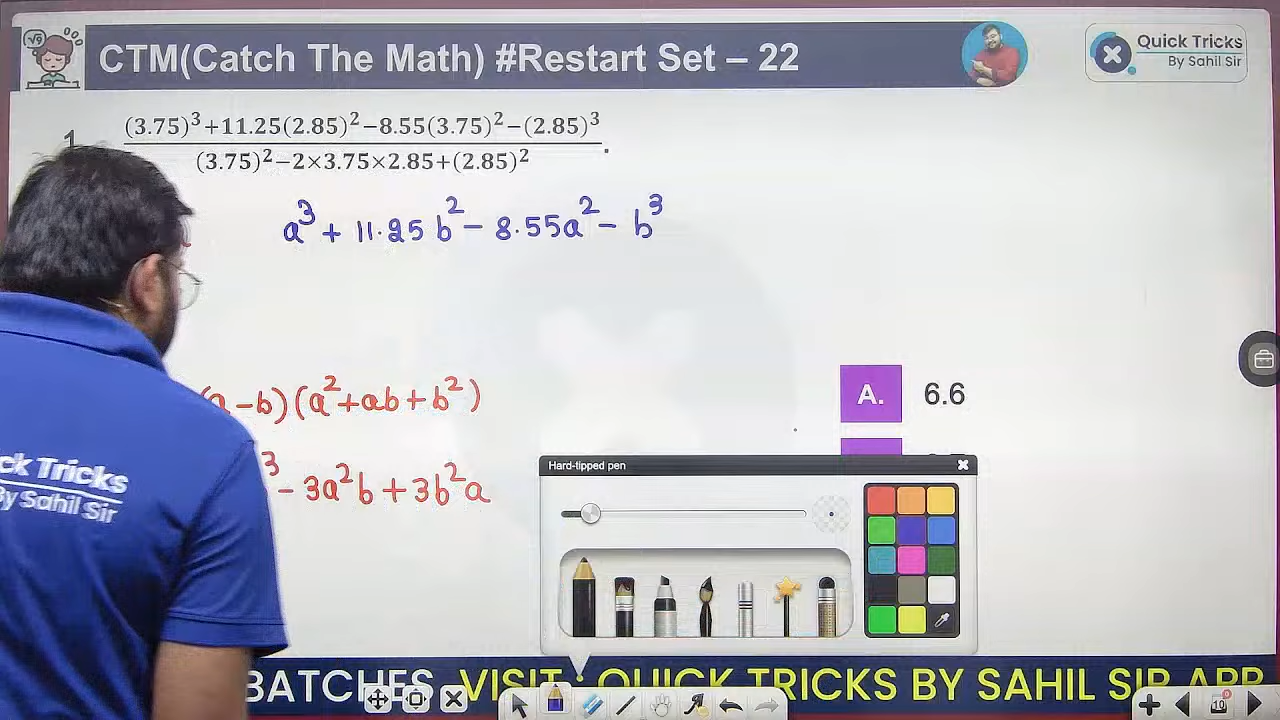 CTM(Catch The Math) #Restart Set – 22
Quick Tricks
By Sahil Sir
1. (3.75)³+11.25(2.85)²−8.55(3.75)²−(2.85)³
(3.75)²−2×3.75×2.85+(2.85)²
.
a³ + 11.25 b² − 8.55a² − b³
A. 6.6
−b)(a²+ab+b²)
3 − 3a²b + 3b²a
Hard-tipped pen
ck Tricks
By Sahil Sir
BATCHES. VISIT : QUICK TRICKS BY SAHIL SIR APP
10